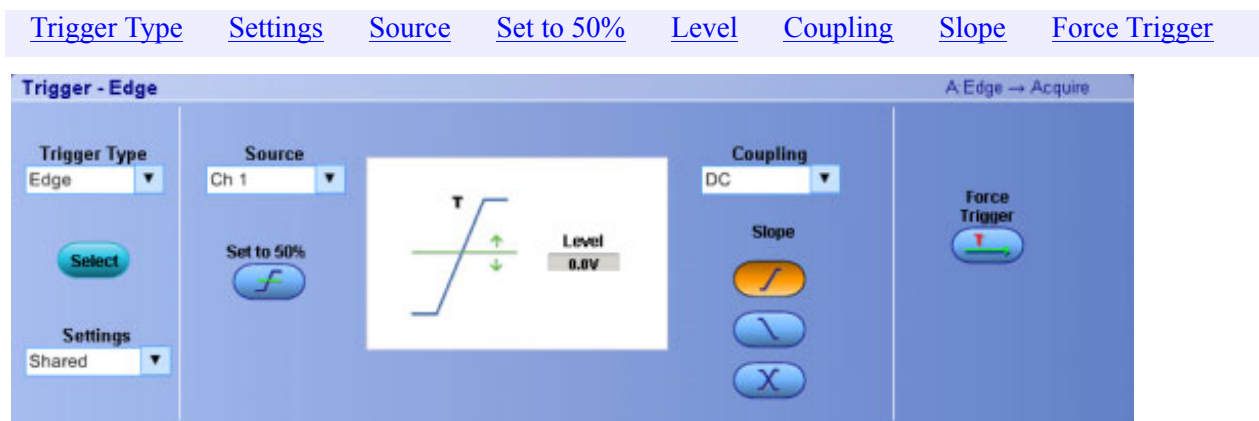 Trigger Type Settings Source Set to 50% Level Coupling Slope Force Trigger
Trigger - Edge
A:Edge → Acquire
Trigger Type
Edge
Select
Settings
Shared
Source
Ch 1
Set to 50%
T
Level
0.0V
Coupling
DC
Slope
Force
Trigger
T